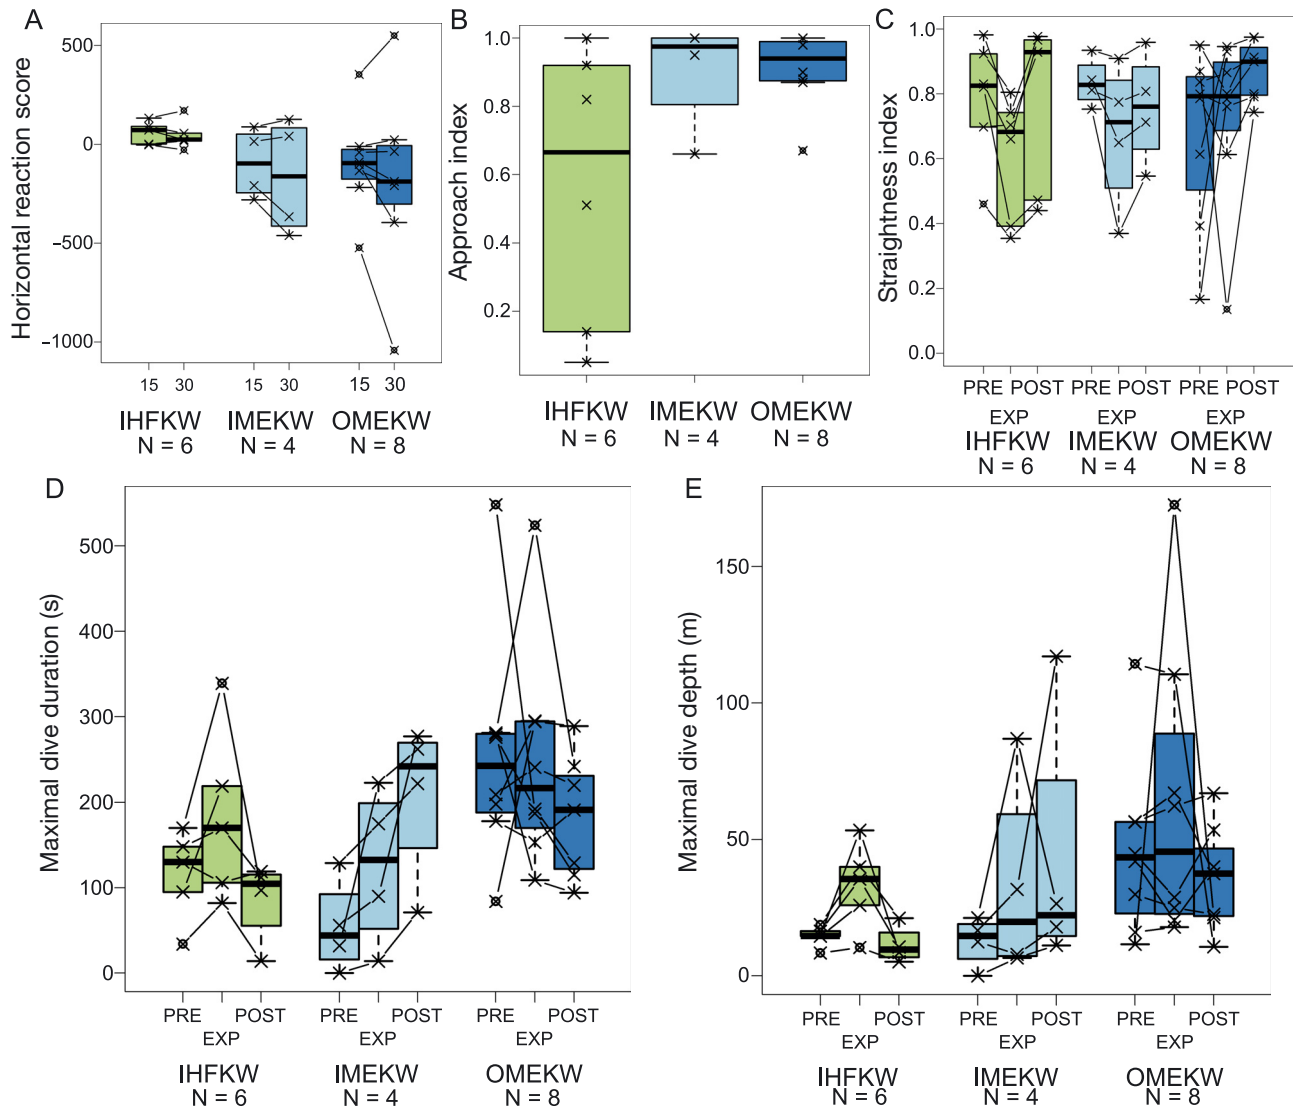 A
Horizontal reaction score
500
0
−500
−1000
15 30 15 30 15 30
IHFKW IMEKW OMEKW
N = 6 N = 4 N = 8
B
Approach index
1.0
0.8
0.6
0.4
0.2
IHFKW IMEKW OMEKW
N = 6 N = 4 N = 8
C
Straightness index
1.0
0.8
0.6
0.4
0.2
0.0
PRE POST PRE POST PRE POST
EXP EXP EXP
IHFKW IMEKW OMEKW
N = 6 N = 4 N = 8
D
Maximal dive duration (s)
500
400
300
200
100
0
PRE POST PRE POST PRE POST
EXP EXP EXP
IHFKW IMEKW OMEKW
N = 6 N = 4 N = 8
E
Maximal dive depth (m)
150
100
50
0
PRE POST PRE POST PRE POST
EXP EXP EXP
IHFKW IMEKW OMEKW
N = 6 N = 4 N = 8